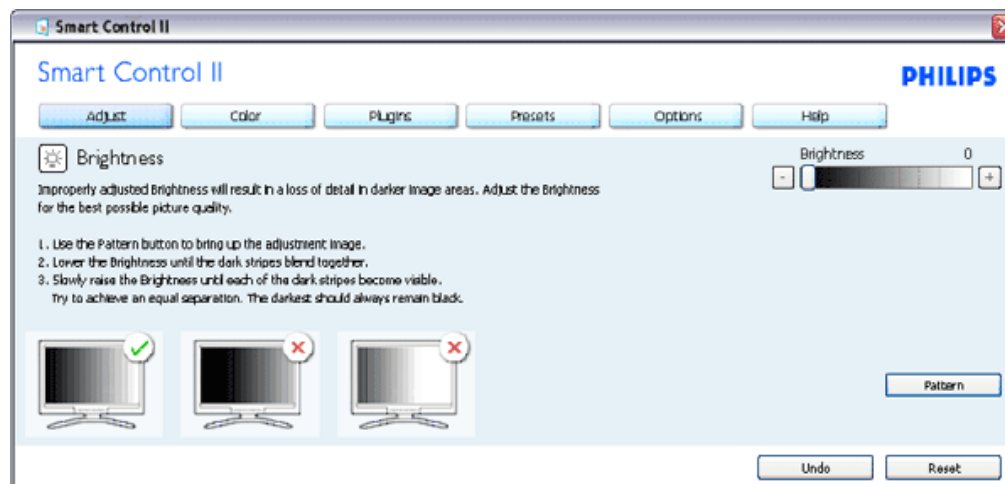 Smart Control II
Smart Control II
PHILIPS
Adjust Color Plugins Presets Options Help
Brightness
Brightness 0
- +
Improperly adjusted Brightness will result in a loss of detail in darker image areas. Adjust the Brightness
for the best possible picture quality.
1. Use the Pattern button to bring up the adjustment image.
2. Lower the Brightness until the dark stripes blend together.
3. Slowly raise the Brightness until each of the dark stripes become visible.
Try to achieve an equal separation. The darkest should always remain black.
Pattern
Undo Reset